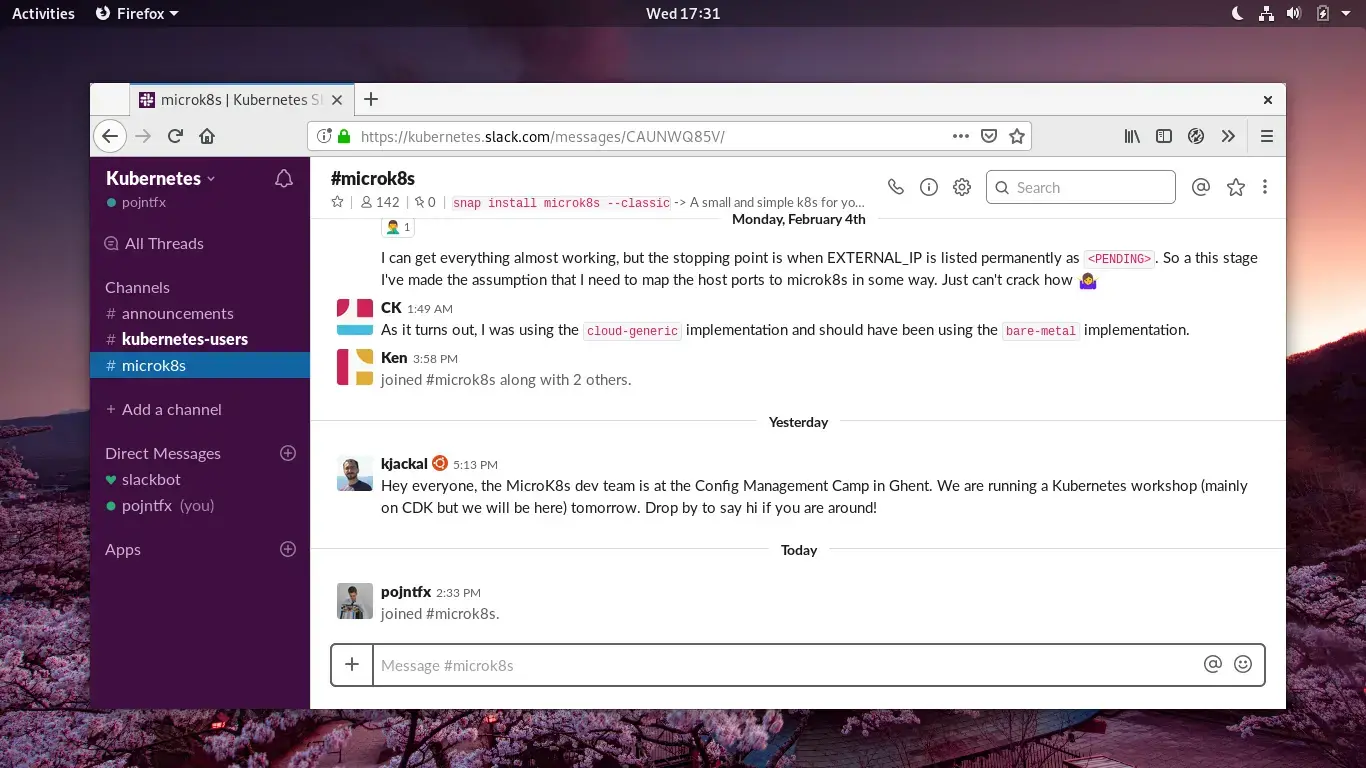 Activities Firefox Wed 17:31
microk8s | Kubernetes Sl
https://kubernetes.slack.com/messages/CAUNWQ85V/
Kubernetes
pojntfx
All Threads
Channels
# announcements
# kubernetes-users
# microk8s
+ Add a channel
Direct Messages
slackbot
pojntfx (you)
Apps
#microk8s
142 | 0 | snap install microk8s --classic -> A small and simple k8s for yo…
Search
Monday, February 4th
1
I can get everything almost working, but the stopping point is when EXTERNAL_IP is listed permanently as <PENDING>. So a this stage
I've made the assumption that I need to map the host ports to microk8s in some way. Just can't crack how 🤷‍♀️
CK 1:49 AM
As it turns out, I was using the cloud-generic implementation and should have been using the bare-metal implementation.
Ken 3:58 PM
joined #microk8s along with 2 others.
Yesterday
kjackal 5:13 PM
Hey everyone, the MicroK8s dev team is at the Config Management Camp in Ghent. We are running a Kubernetes workshop (mainly
on CDK but we will be here) tomorrow. Drop by to say hi if you are around!
Today
pojntfx 2:33 PM
joined #microk8s.
Message #microk8s